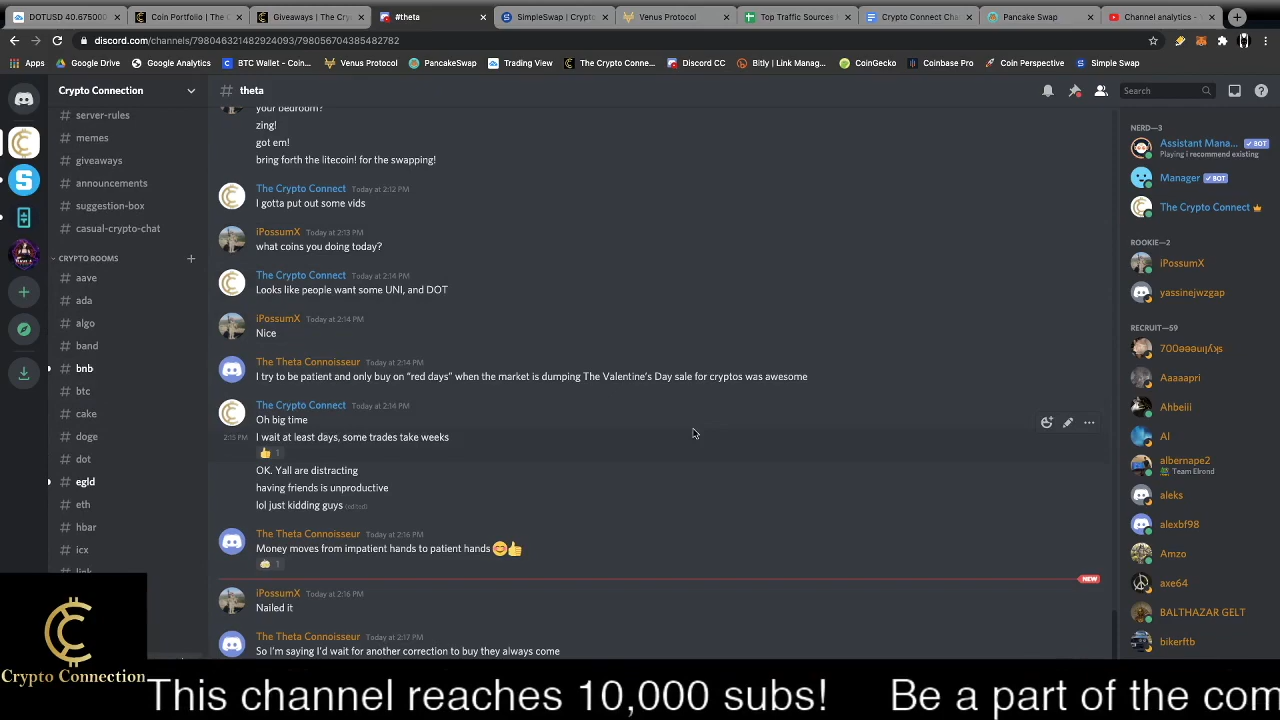 DOTUSD 40.675000
Coin Portfolio | The C
Giveaways | The Cry
#theta
SimpleSwap | Crypto
Venus Protocol
Top Traffic Sources
Crypto Connect Cha
Pancake Swap
Channel analytics -
discord.com/channels/798046321482924093/798056704385482782
Apps
Google Drive
Google Analytics
BTC Wallet - Coin...
Venus Protocol
PancakeSwap
Trading View
The Crypto Conne...
Discord CC
Bitly | Link Manag...
CoinGecko
Coinbase Pro
Coin Perspective
Simple Swap
Crypto Connection
# theta
Search
# server-rules
# memes
# giveaways
# announcements
# suggestion-box
# casual-crypto-chat
CRYPTO ROOMS
# aave
# ada
# algo
# band
# bnb
# btc
# cake
# doge
# dot
# egld
# eth
# hbar
# icx
# link
your bedroom?
zing!
got em!
bring forth the litecoin! for the swapping!
The Crypto Connect Today at 2:12 PM
I gotta put out some vids
iPossumX Today at 2:13 PM
what coins you doing today?
The Crypto Connect Today at 2:14 PM
Looks like people want some UNI, and DOT
iPossumX Today at 2:14 PM
Nice
The Theta Connoisseur Today at 2:14 PM
I try to be patient and only buy on “red days” when the market is dumping The Valentine’s Day sale for cryptos was awesome
The Crypto Connect Today at 2:14 PM
Oh big time
2:15 PM I wait at least days, some trades take weeks
👍 1
OK. Yall are distracting
having friends is unproductive
lol just kidding guys (edited)
The Theta Connoisseur Today at 2:16 PM
Money moves from impatient hands to patient hands 😊👍
1
NEW
iPossumX Today at 2:16 PM
Nailed it
The Theta Connoisseur Today at 2:17 PM
So I’m saying I’d wait for another correction to buy they always come
NERD—3
Assistant Mana... ✓ BOT
Playing i recommend existing
Manager ✓ BOT
The Crypto Connect
ROOKIE—2
iPossumX
yassinejwzgap
RECRUIT—59
Aaaaapri
Ahbeiii
Al
albernape2
Team Elrond
aleks
alexbf98
Amzo
axe64
BALTHAZAR GELT
bikerftb
Crypto Connection
This channel reaches 10,000 subs! Be a part of the com